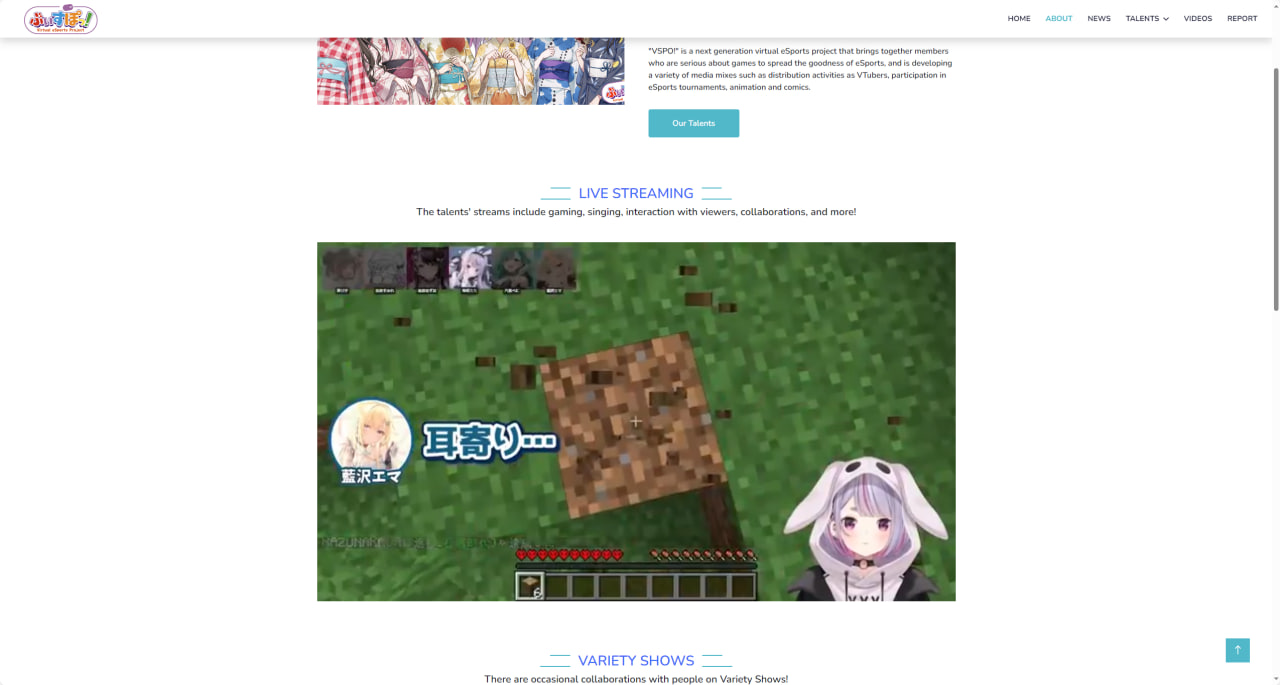 ぶいすぽっ!
Virtual eSports Project
HOME
ABOUT
NEWS
TALENTS
VIDEOS
REPORT
"VSPO!" is a next generation virtual eSports project that brings together members
who are serious about games to spread the goodness of eSports, and is developing
a variety of media mixes such as distribution activities as VTubers, participation in
eSports tournaments, animation and comics.
Our Talents
LIVE STREAMING
The talents' streams include gaming, singing, interaction with viewers, collaborations, and more!
耳寄り…
藍沢エマ
6
VARIETY SHOWS
There are occasional collaborations with people on Variety Shows!